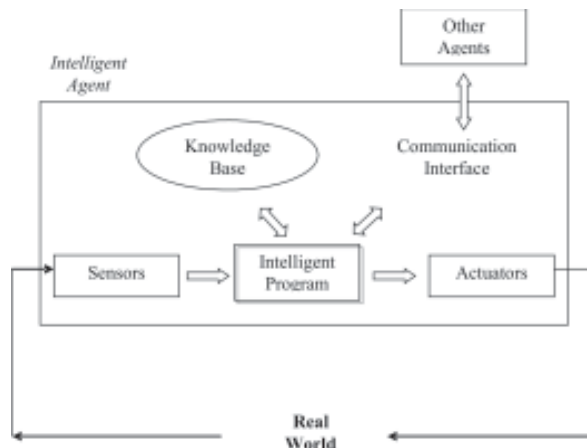 Other
Agents
Intelligent
Agent
Knowledge
Base
Communication
Interface
Sensors
Intelligent
Program
Actuators
Real
World